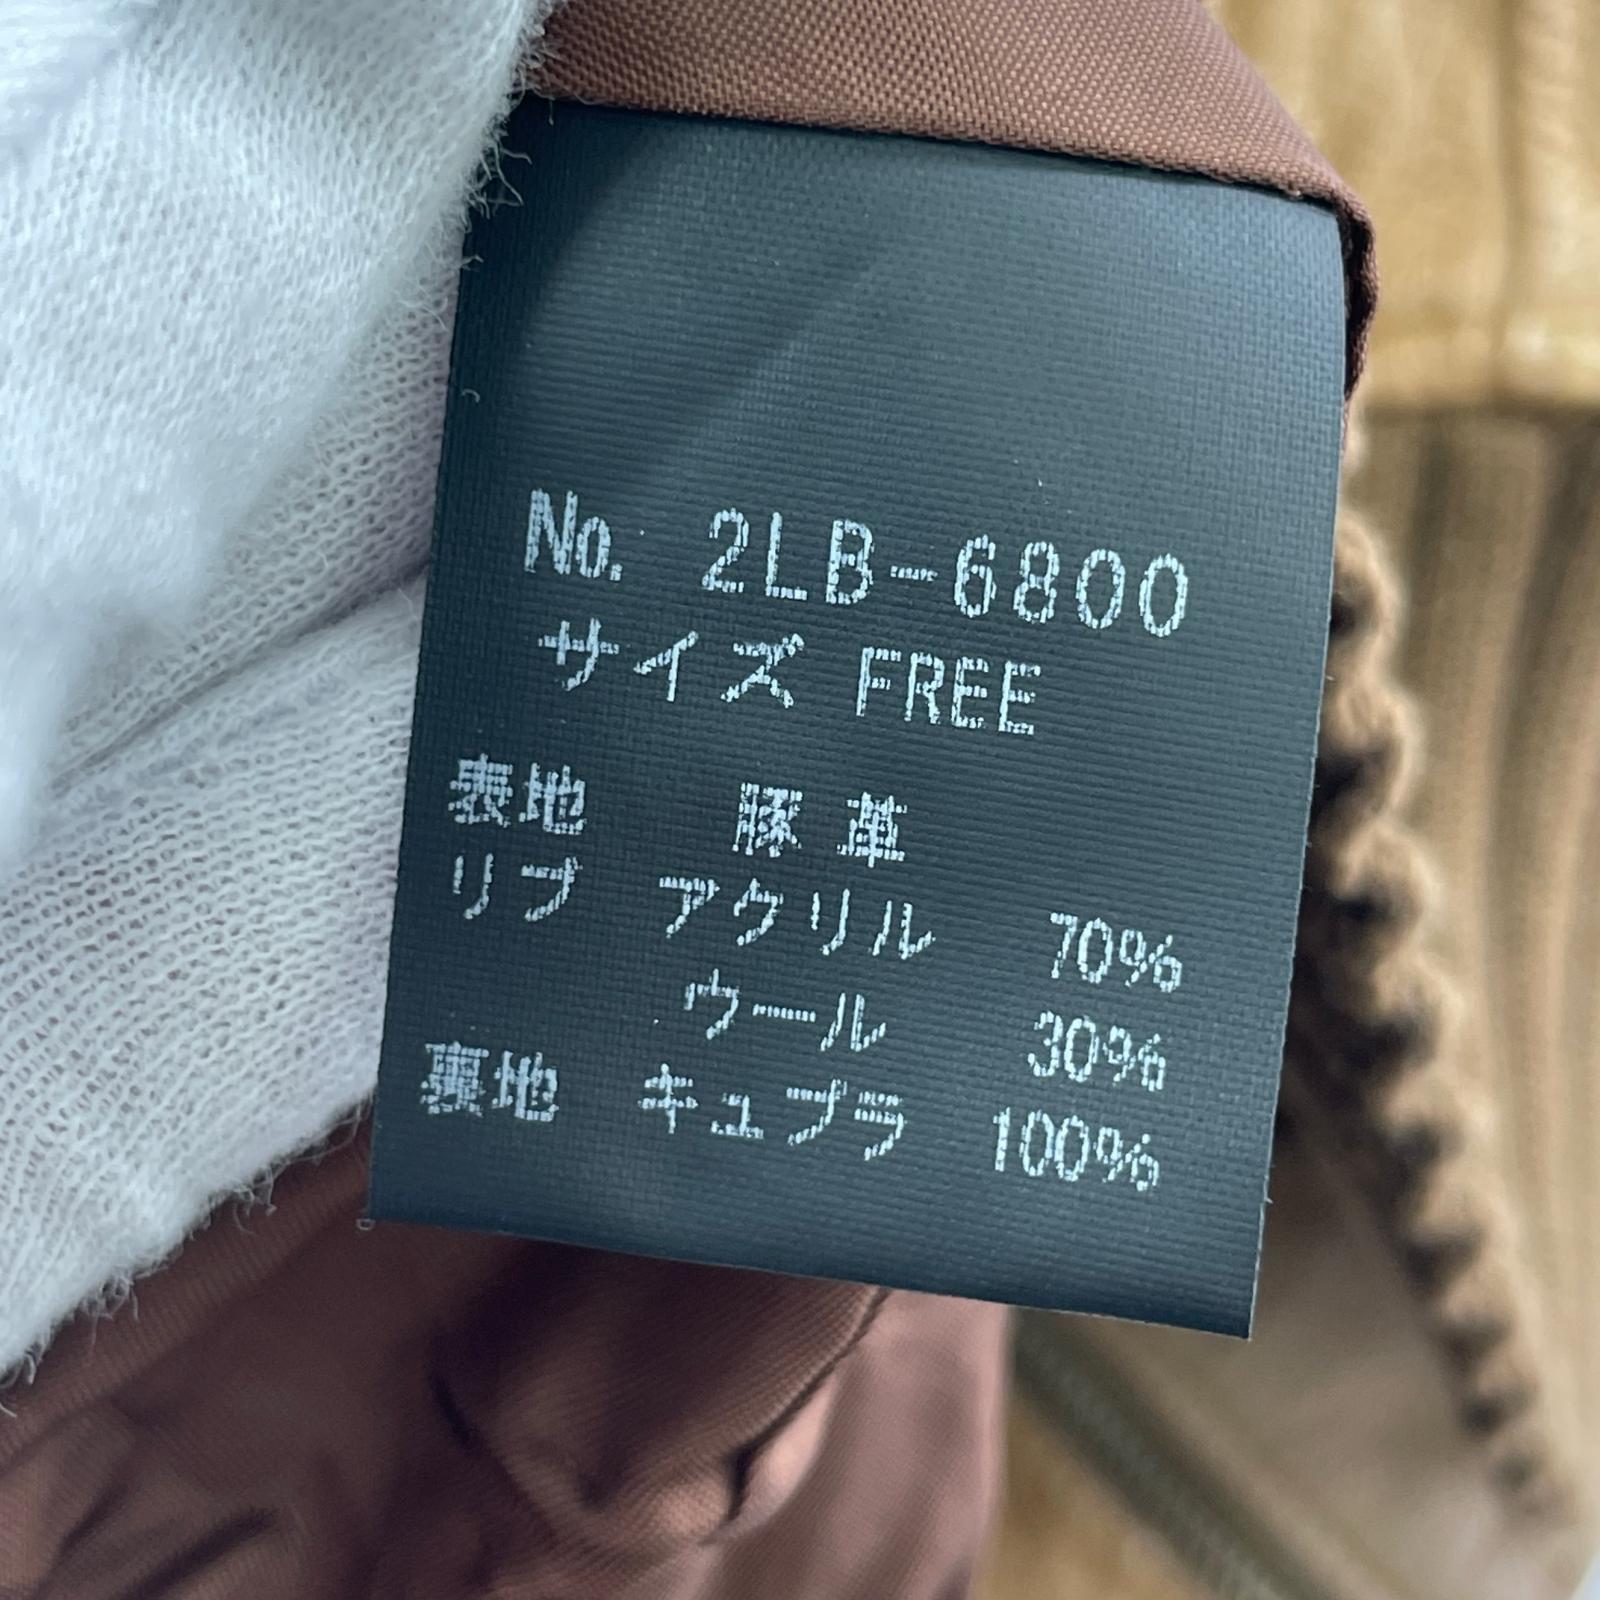 No. 2LB-6800
サイズ FREE
表地 豚革
リブ アクリル 70%
ウール 30%
裏地 キュプラ 100%